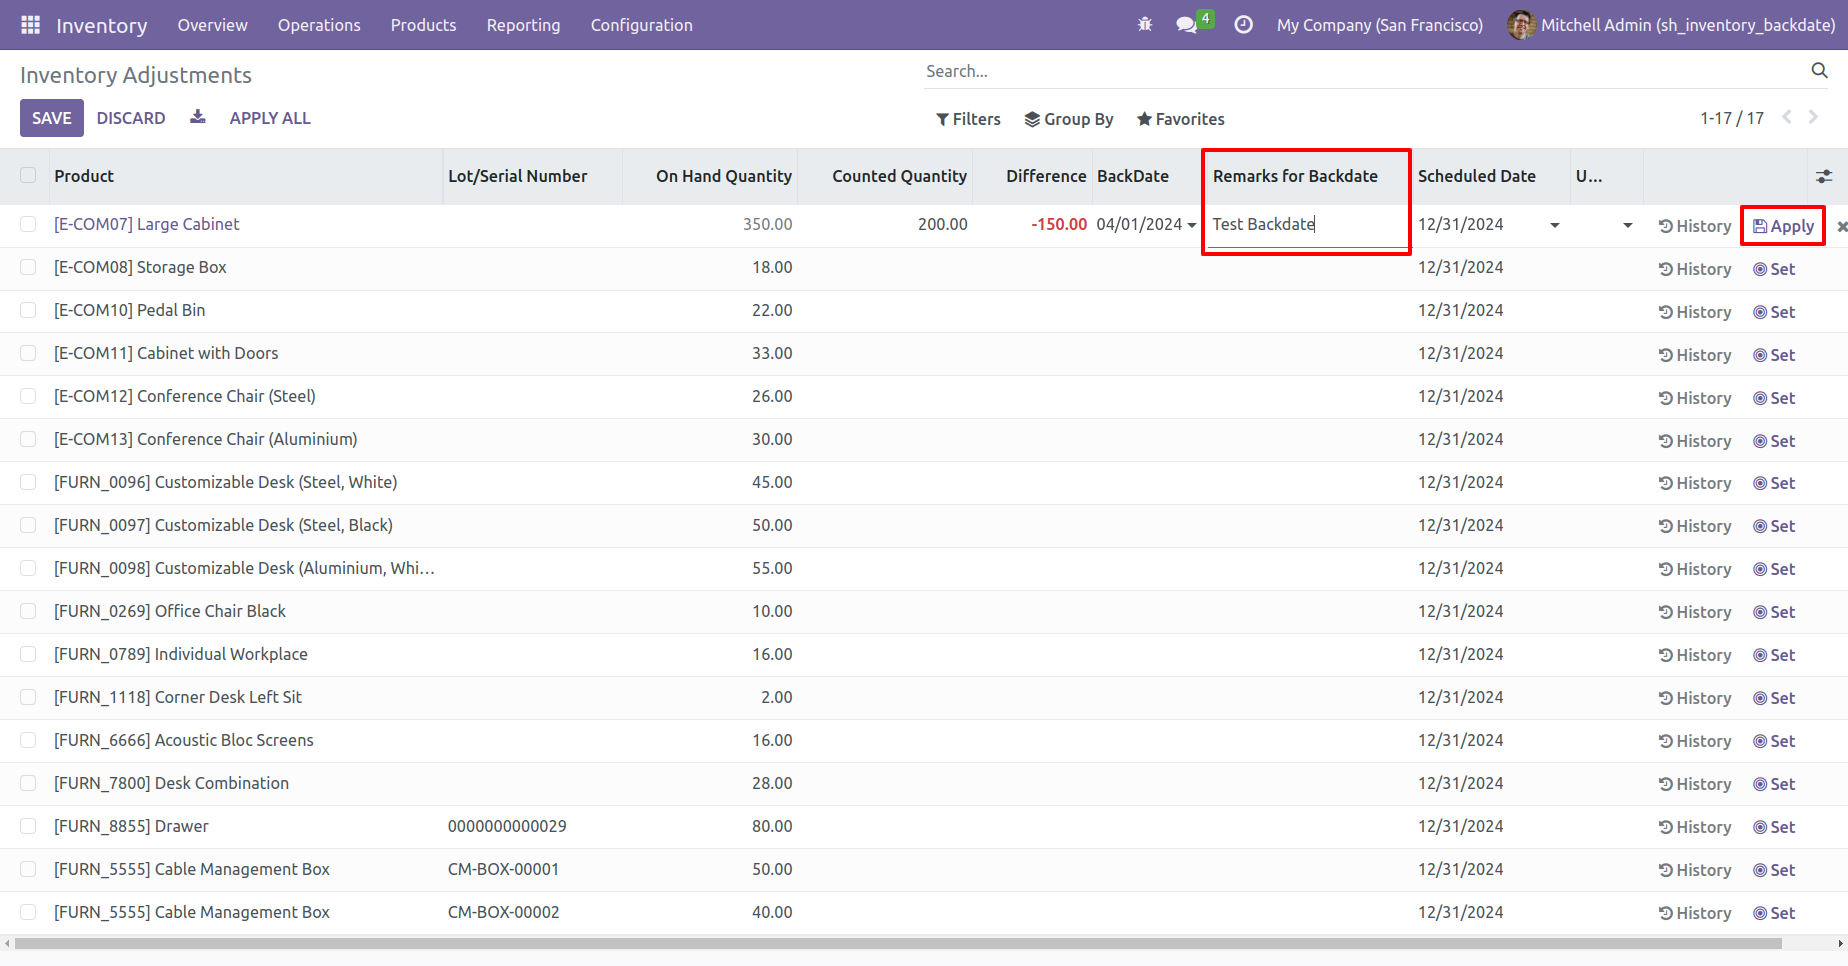 Inventory Overview Operations Products Reporting Configuration 4 My Company (San Francisco) Mitchell Admin (sh_inventory_backdate)
Inventory Adjustments Search...
SAVE DISCARD APPLY ALL Filters Group By Favorites 1-17 / 17
Product Lot/Serial Number On Hand Quantity Counted Quantity Difference BackDate Remarks for Backdate Scheduled Date U...
[E-COM07] Large Cabinet 350.00 200.00 -150.00 04/01/2024 Test Backdate 12/31/2024 History Apply
[E-COM08] Storage Box 18.00 12/31/2024 History Set
[E-COM10] Pedal Bin 22.00 12/31/2024 History Set
[E-COM11] Cabinet with Doors 33.00 12/31/2024 History Set
[E-COM12] Conference Chair (Steel) 26.00 12/31/2024 History Set
[E-COM13] Conference Chair (Aluminium) 30.00 12/31/2024 History Set
[FURN_0096] Customizable Desk (Steel, White) 45.00 12/31/2024 History Set
[FURN_0097] Customizable Desk (Steel, Black) 50.00 12/31/2024 History Set
[FURN_0098] Customizable Desk (Aluminium, Whi... 55.00 12/31/2024 History Set
[FURN_0269] Office Chair Black 10.00 12/31/2024 History Set
[FURN_0789] Individual Workplace 16.00 12/31/2024 History Set
[FURN_1118] Corner Desk Left Sit 2.00 12/31/2024 History Set
[FURN_6666] Acoustic Bloc Screens 16.00 12/31/2024 History Set
[FURN_7800] Desk Combination 28.00 12/31/2024 History Set
[FURN_8855] Drawer 0000000000029 80.00 12/31/2024 History Set
[FURN_5555] Cable Management Box CM-BOX-00001 50.00 12/31/2024 History Set
[FURN_5555] Cable Management Box CM-BOX-00002 40.00 12/31/2024 History Set